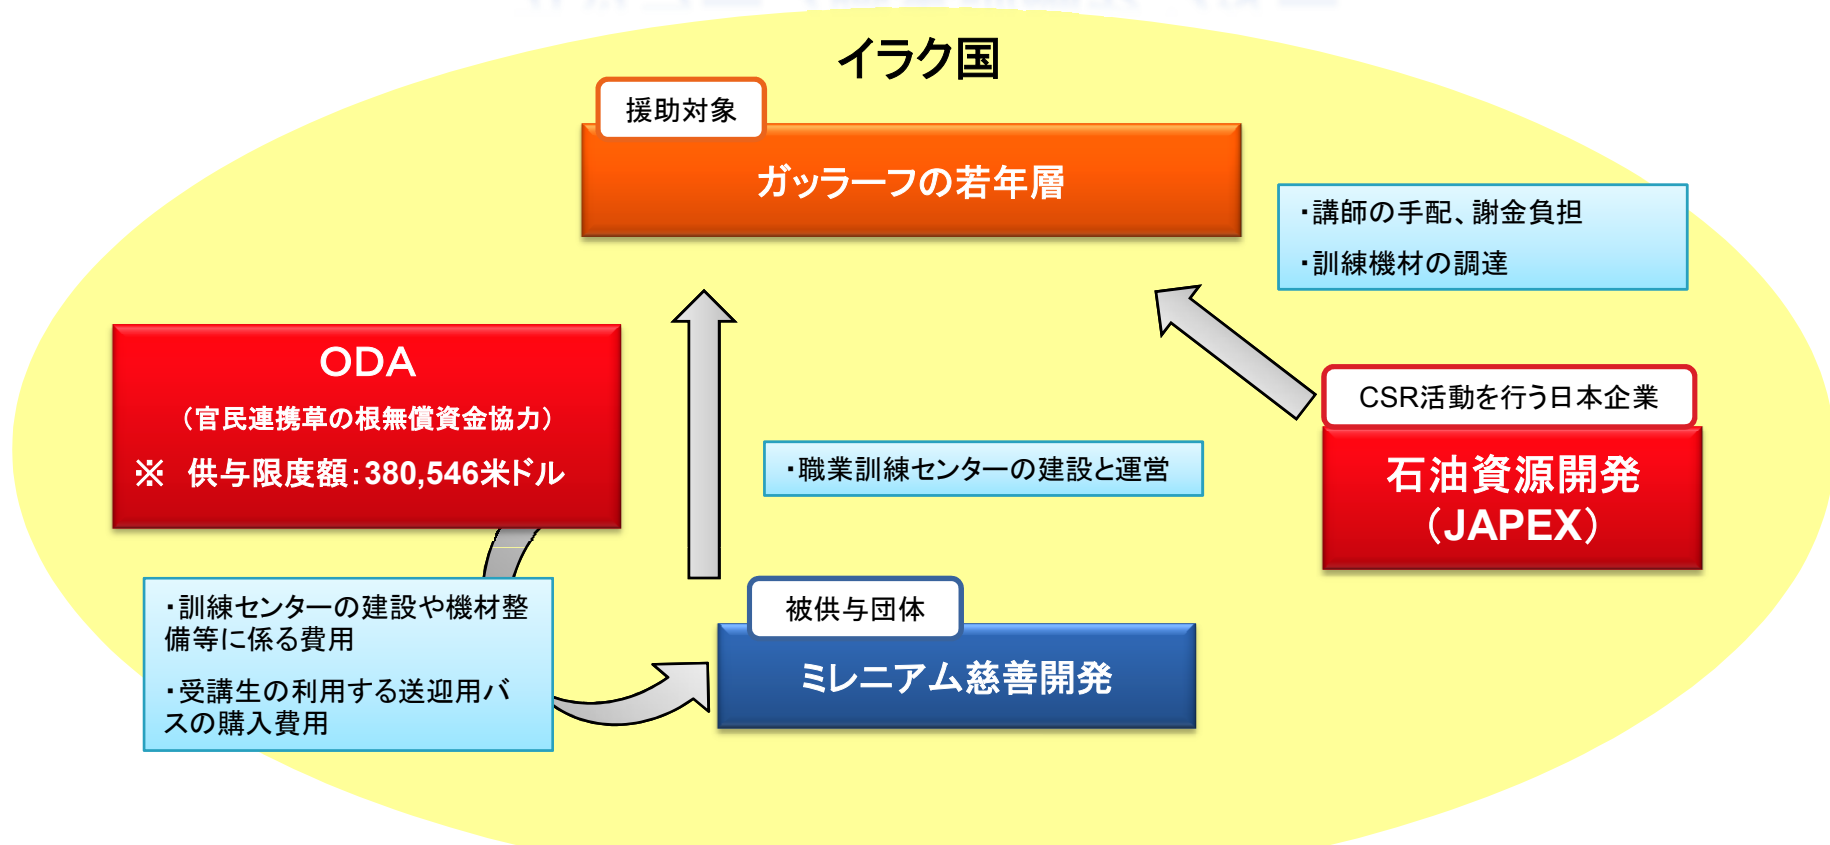 イラク国
援助対象
ガッラーフの若年層
・講師の手配、謝金負担
・訓練機材の調達
ODA
（官民連携草の根無償資金協力）
※ 供与限度額：380,546米ドル
CSR活動を行う日本企業
石油資源開発
（JAPEX）
・職業訓練センターの建設と運営
・訓練センターの建設や機材整
備等に係る費用
・受講生の利用する送迎用バ
スの購入費用
被供与団体
ミレニアム慈善開発